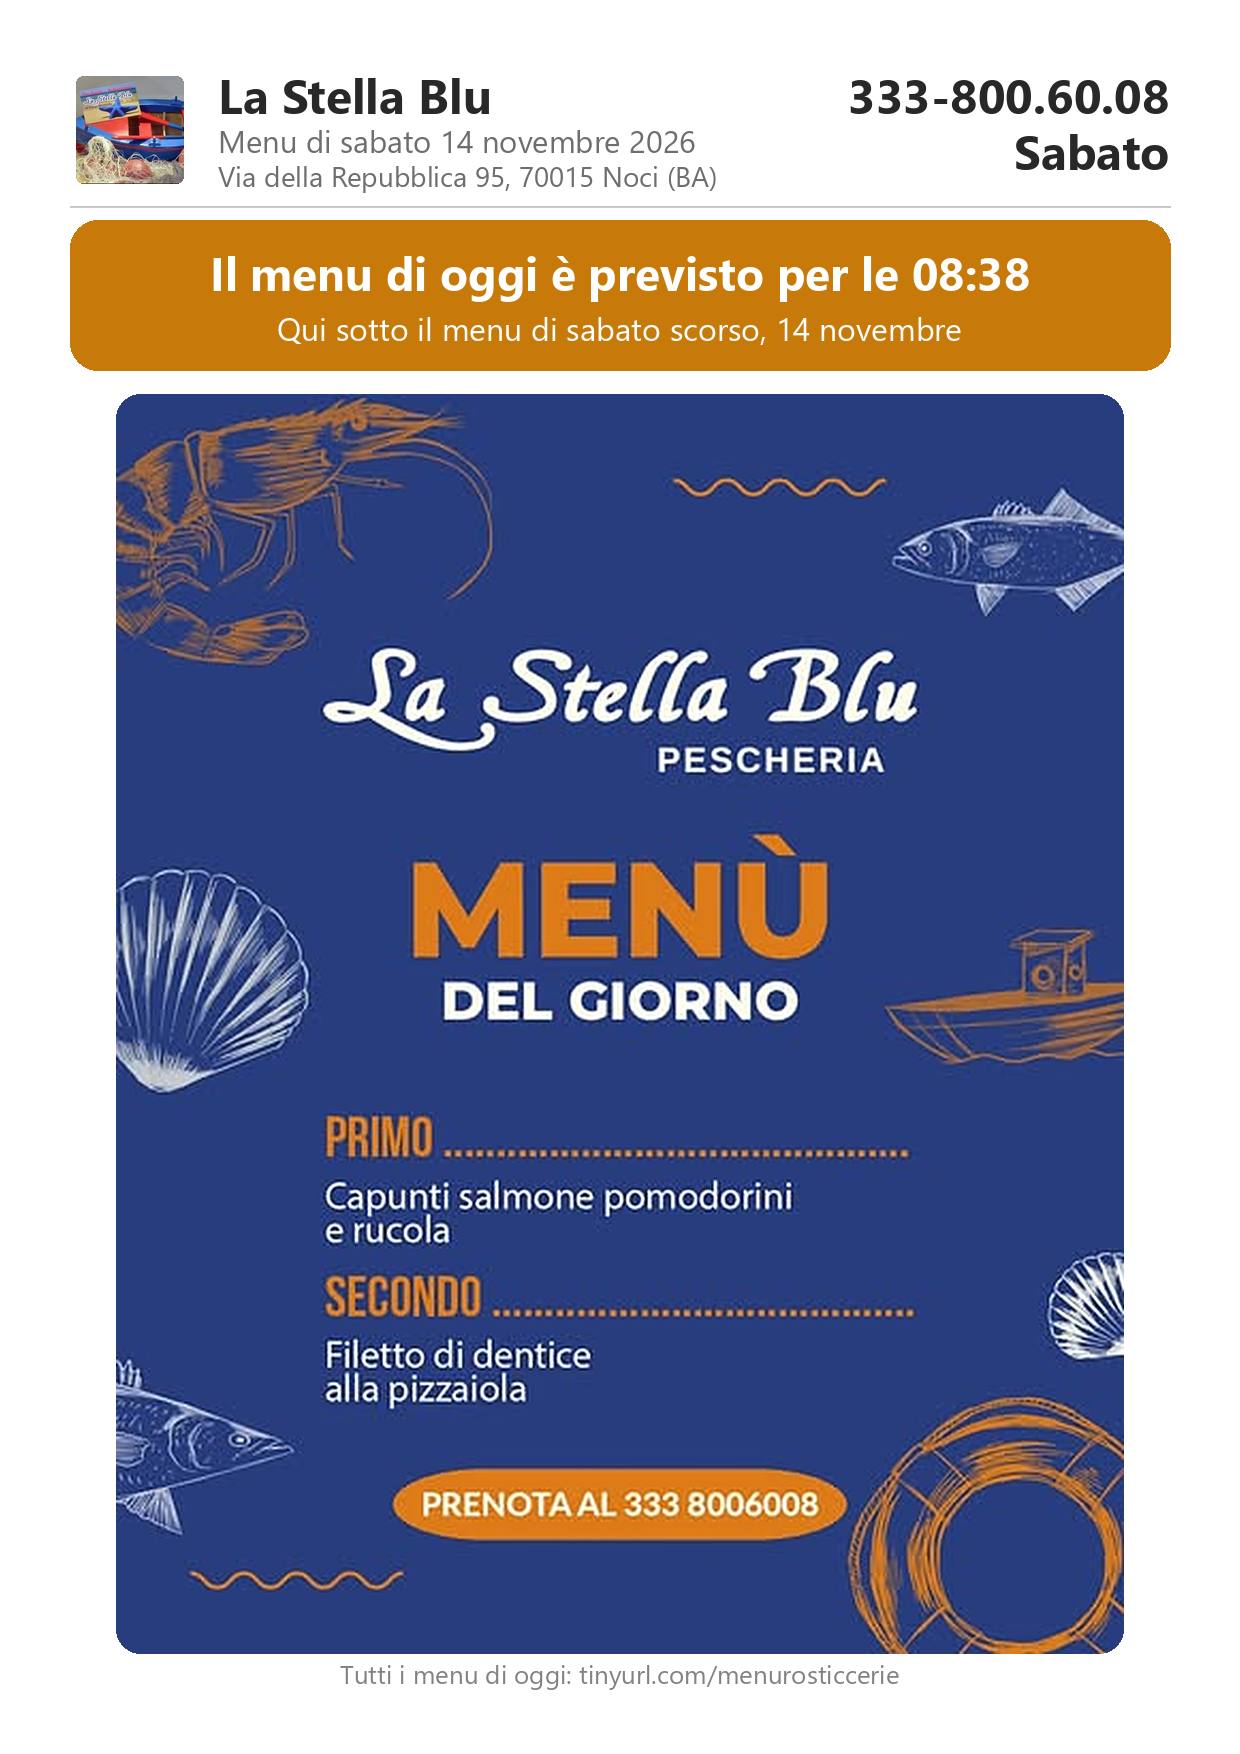 La Stella Blu
Menu di sabato 14 novembre 2026
Via della Repubblica 95, 70015 Noci (BA)
333-800.60.08
Sabato
Il menu di oggi è previsto per le 08:38
Qui sotto il menu di sabato scorso, 14 novembre
La Stella Blu
PESCHERIA
MENÙ
DEL GIORNO
PRIMO ............................................
Capunti salmone pomodorini
e rucola
SECONDO ........................................
Filetto di dentice
alla pizzaiola
PRENOTA AL 333 8006008
Tutti i menu di oggi: tinyurl.com/menurosticcerie